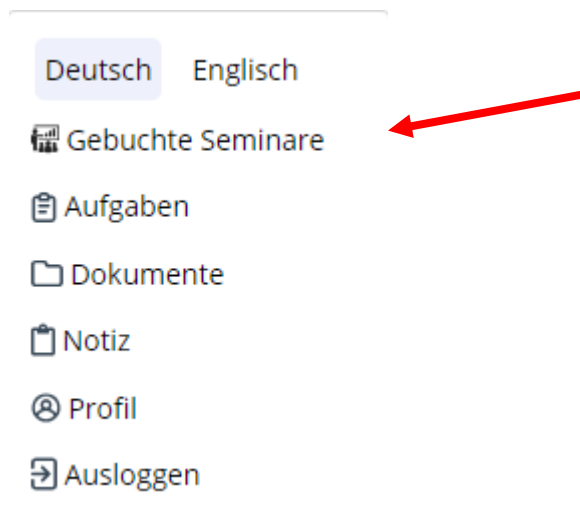 Deutsch Englisch
Gebuchte Seminare
Aufgaben
Dokumente
Notiz
Profil
Ausloggen